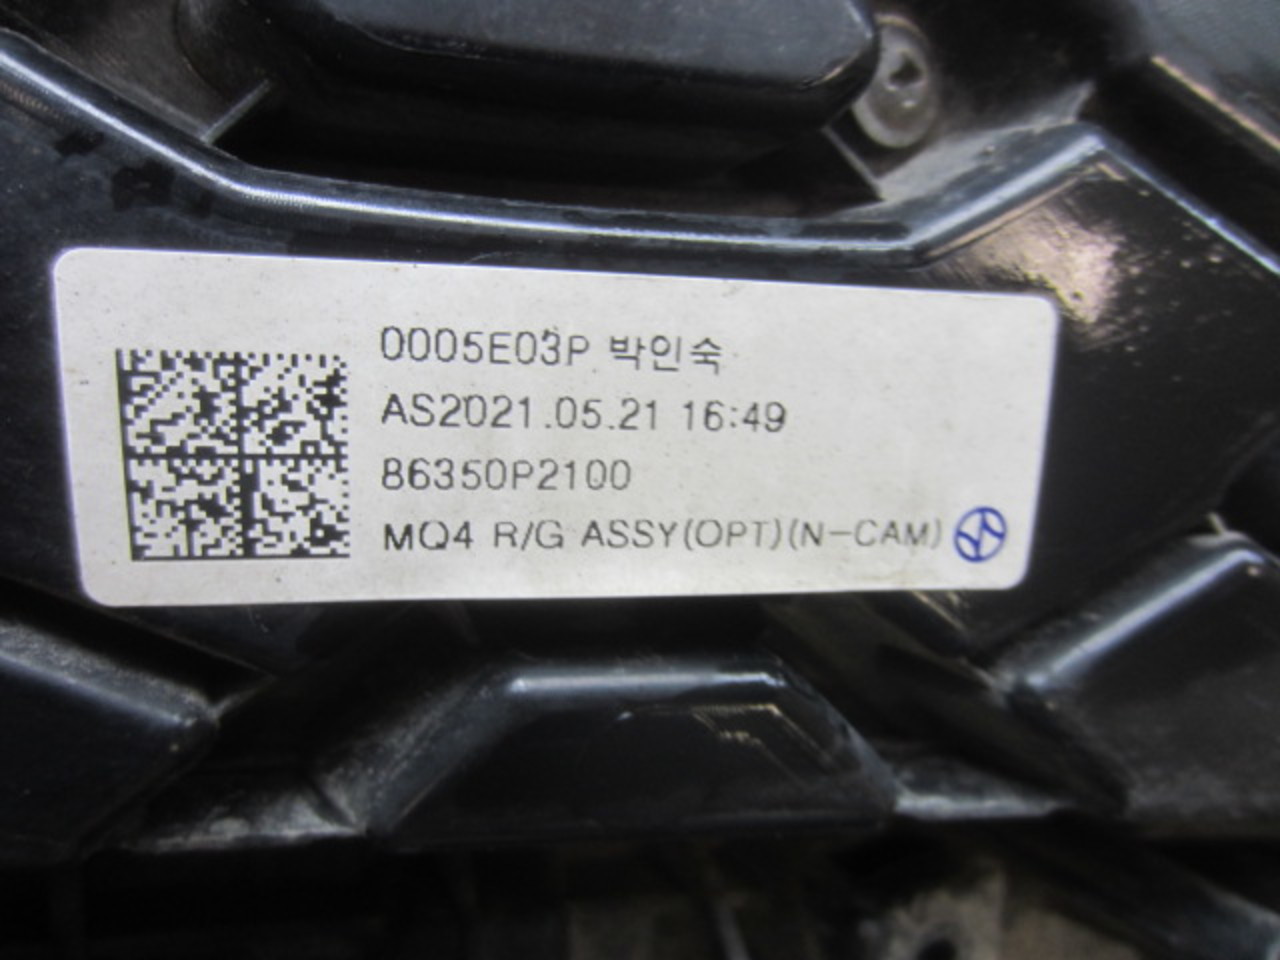 0005E03P 박인숙
AS2021.05.21 16:49
86350P2100
MQ4 R/G ASSY(OPT)(N-CAM)